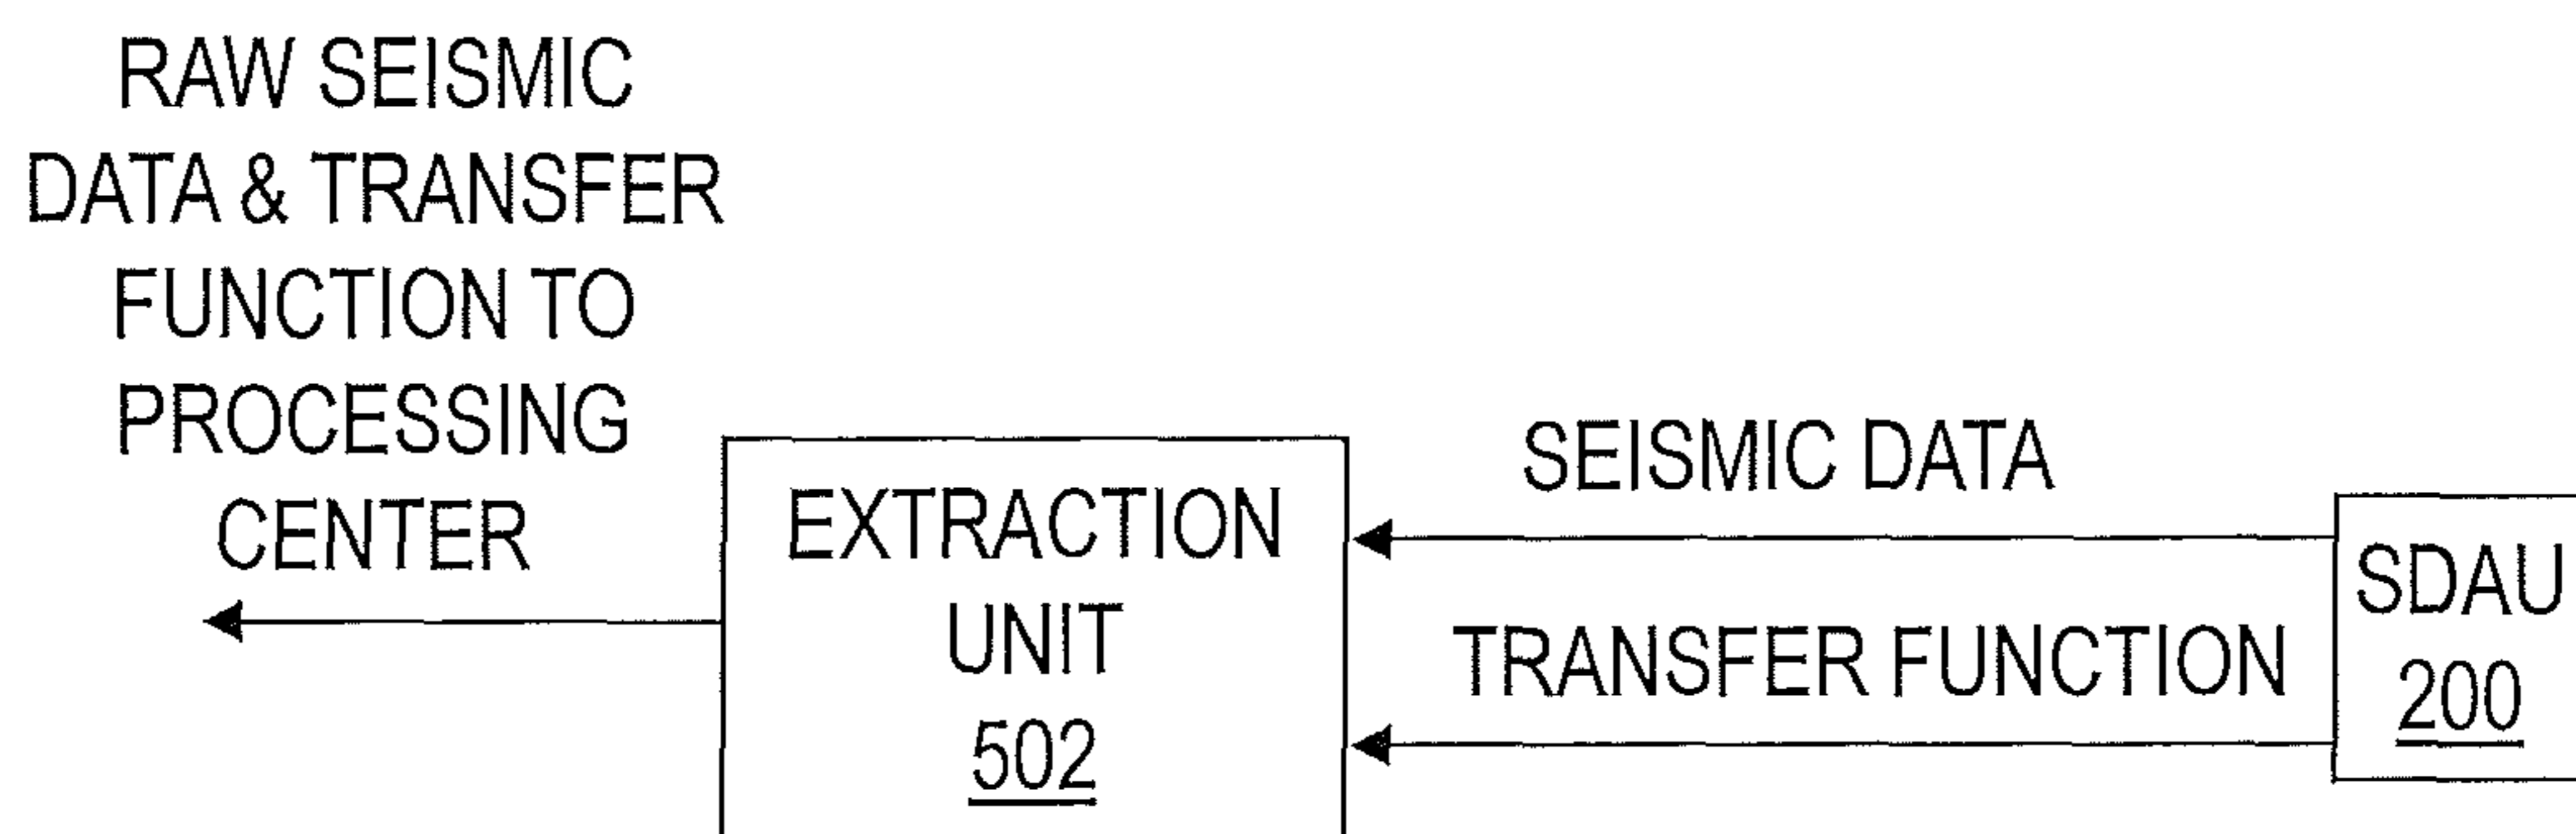 RAW SEISMIC
DATA & TRANSFER
FUNCTION TO
PROCESSING
CENTER
EXTRACTION
UNIT
502
SEISMIC DATA
TRANSFER FUNCTION
SDAU
200